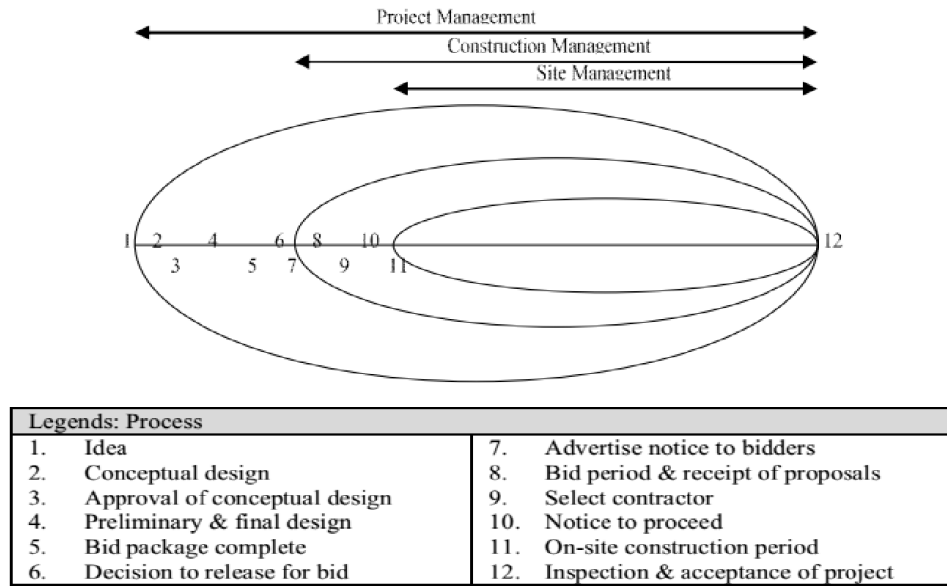 Project Management
Construction Management
Site Management
1 2 4 6 8 10 12
3 5 7 9 11
Legends: Process
1. Idea
2. Conceptual design
3. Approval of conceptual design
4. Preliminary & final design
5. Bid package complete
6. Decision to release for bid
7. Advertise notice to bidders
8. Bid period & receipt of proposals
9. Select contractor
10. Notice to proceed
11. On-site construction period
12. Inspection & acceptance of project